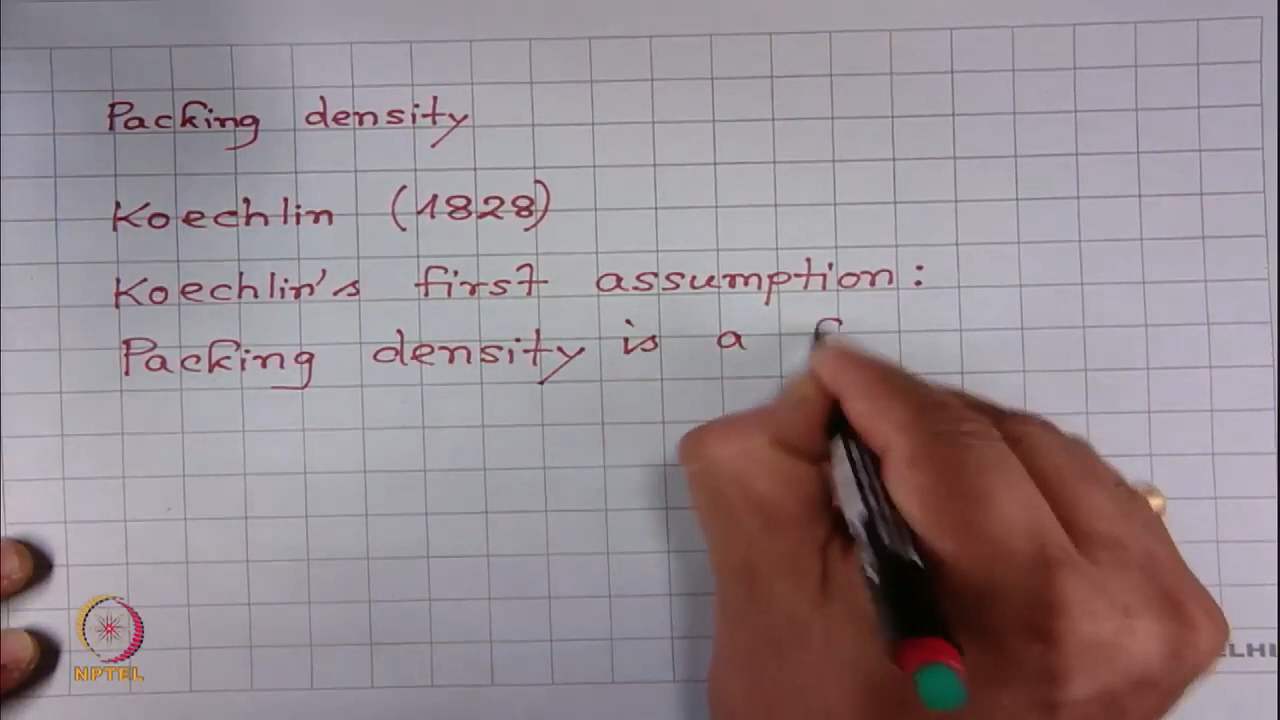 Packing density
Koechlin (1828)
Koechlin's first assumption:
Packing density is a
NPTEL